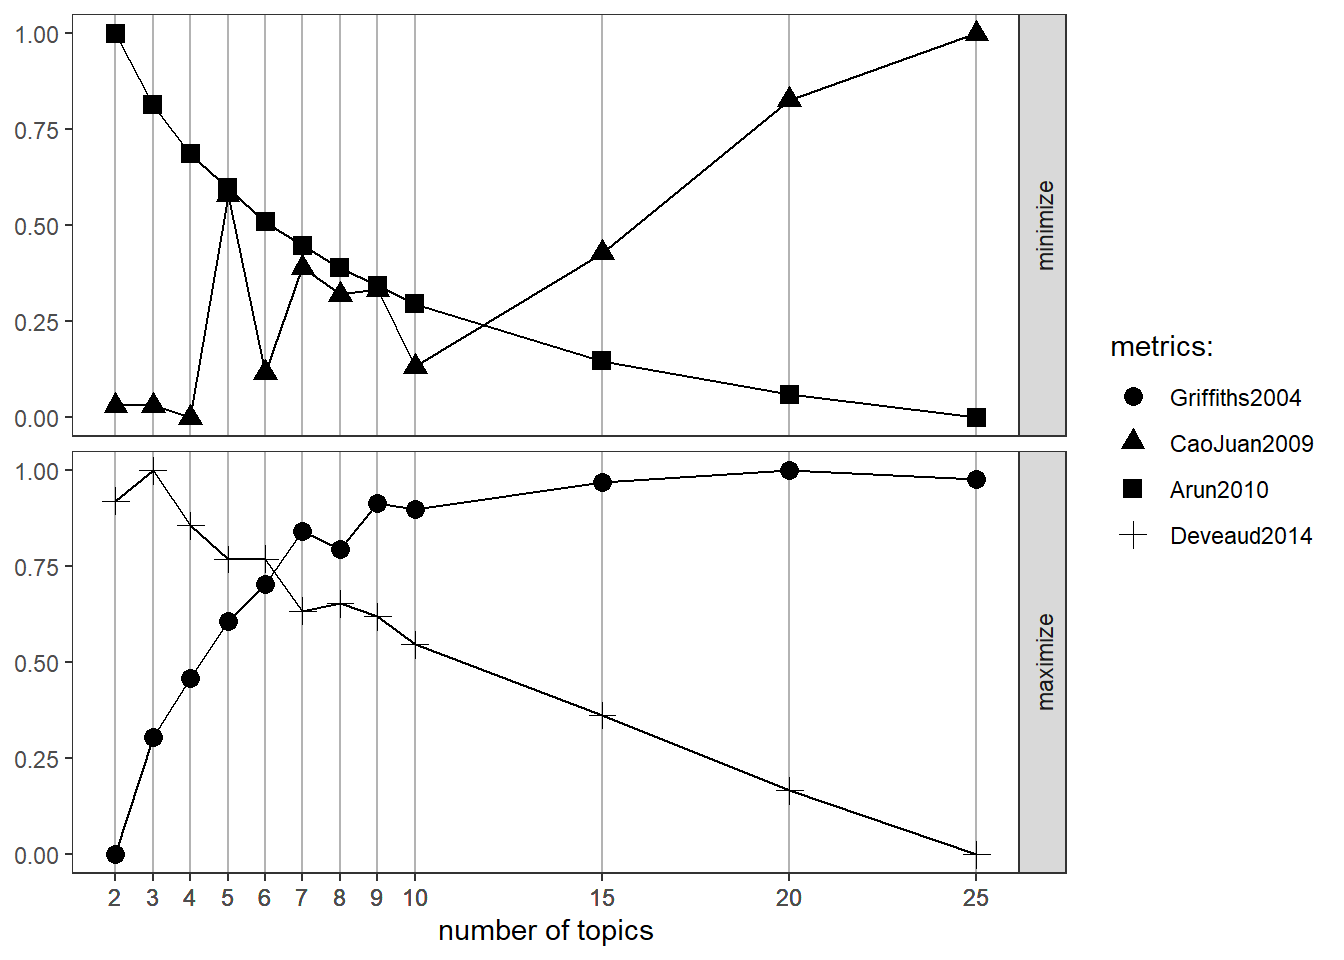 1.00
0.75
0.50
0.25
0.00
minimize
1.00
0.75
0.50
0.25
0.00
maximize
2 3 4 5 6 7 8 9 10 15 20 25
number of topics
metrics:
Griffiths2004
CaoJuan2009
Arun2010
Deveaud2014